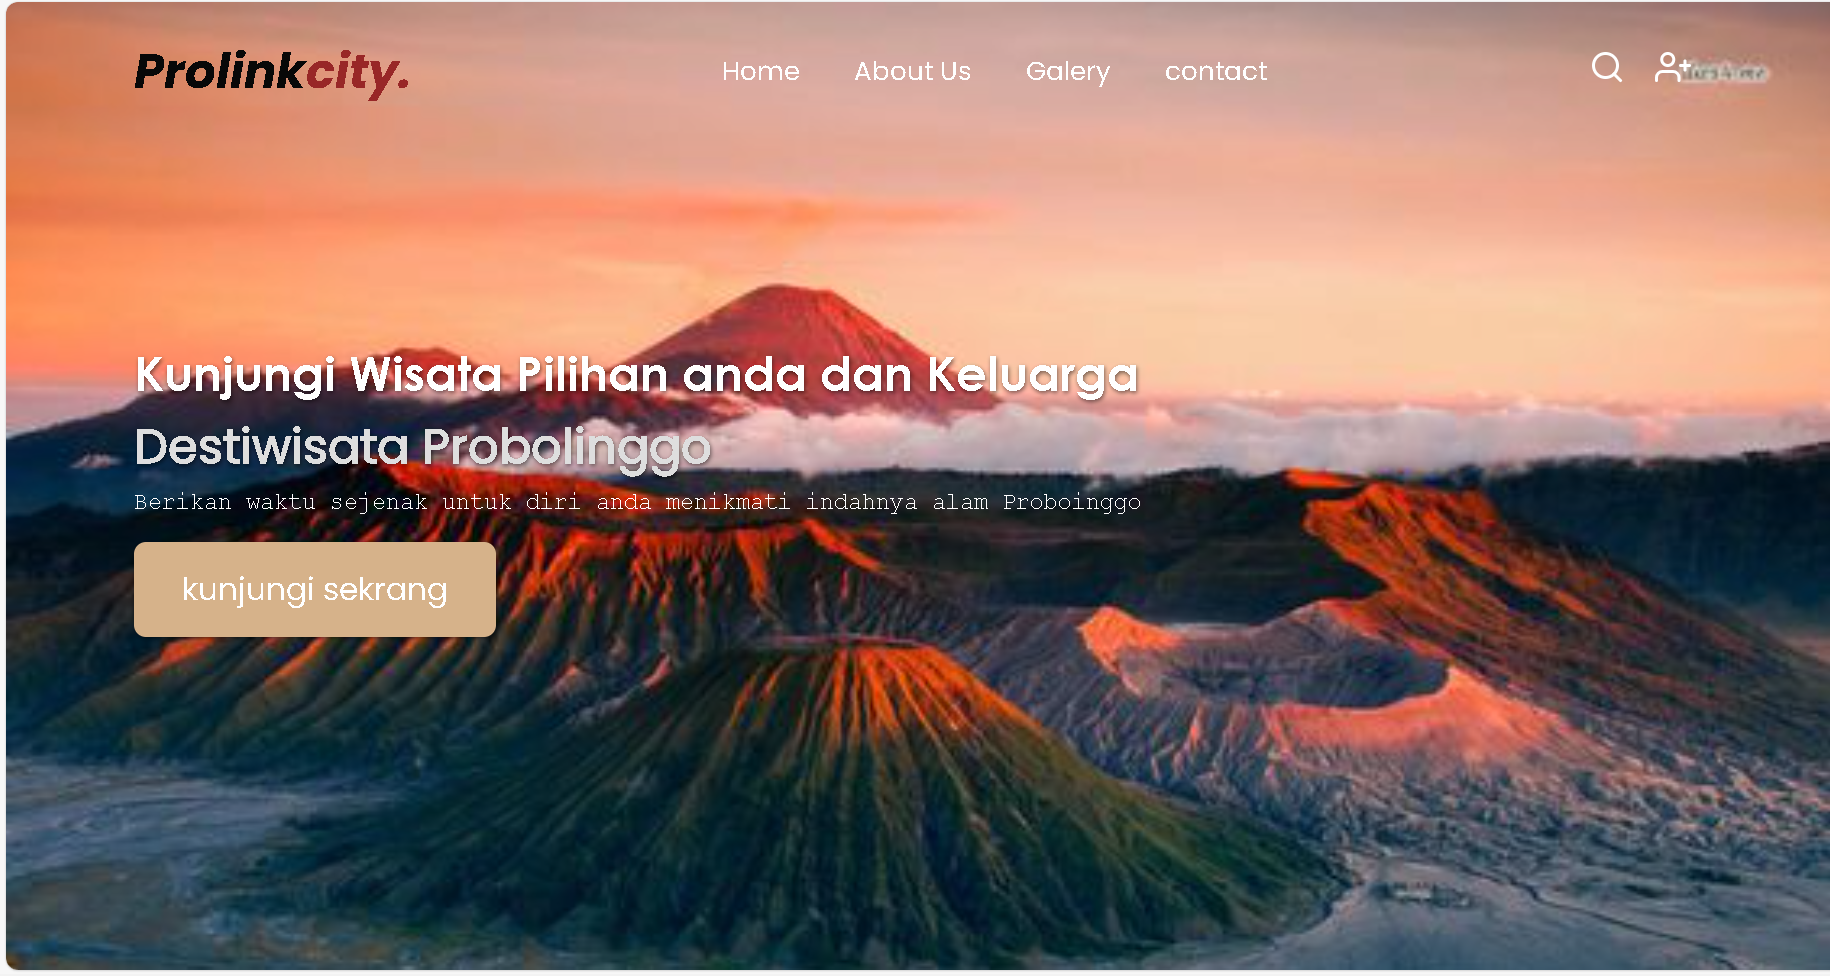 Prolinkcity.
Home About Us Galery contact
Kunjungi Wisata Pilihan anda dan Keluarga
Destiwisata Probolinggo
Berikan waktu sejenak untuk diri anda menikmati indahnya alam Proboinggo
kunjungi sekrang